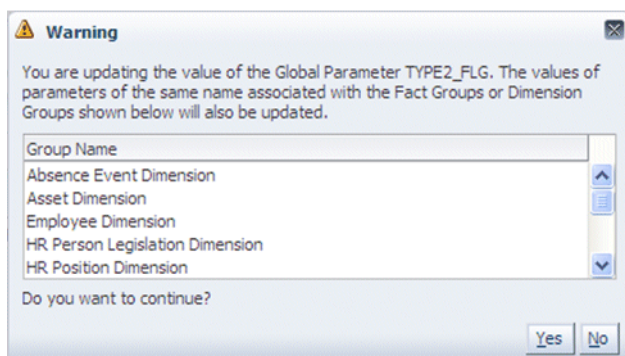 Warning
You are updating the value of the Global Parameter TYPE2_FLG. The values of
parameters of the same name associated with the Fact Groups or Dimension
Groups shown below will also be updated.
Group Name
Absence Event Dimension
Asset Dimension
Employee Dimension
HR Person Legislation Dimension
HR Position Dimension
Do you want to continue?
Yes No